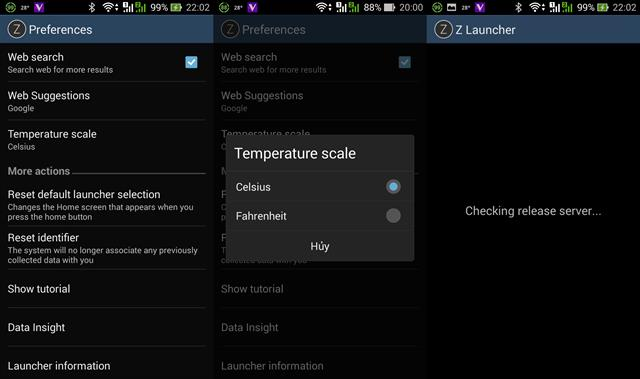 28° V 99% 22:02
Z Preferences
Web search
Search web for more results
Web Suggestions
Google
Temperature scale
Celsius
More actions
Reset default launcher selection
Changes the Home screen that appears when you
press the home button
Reset identifier
The system will no longer associate any previously
collected data with you
Show tutorial
Data Insight
Launcher information
28° V 88% 20:00
Z Preferences
Web search
Search web for more results
Web Suggestions
Google
Temperature scale
Temperature scale
Celsius
Fahrenheit
Hủy
collected data with you
Show tutorial
Data Insight
Launcher information
28° V 99% 22:02
Z Z Launcher
Checking release server...